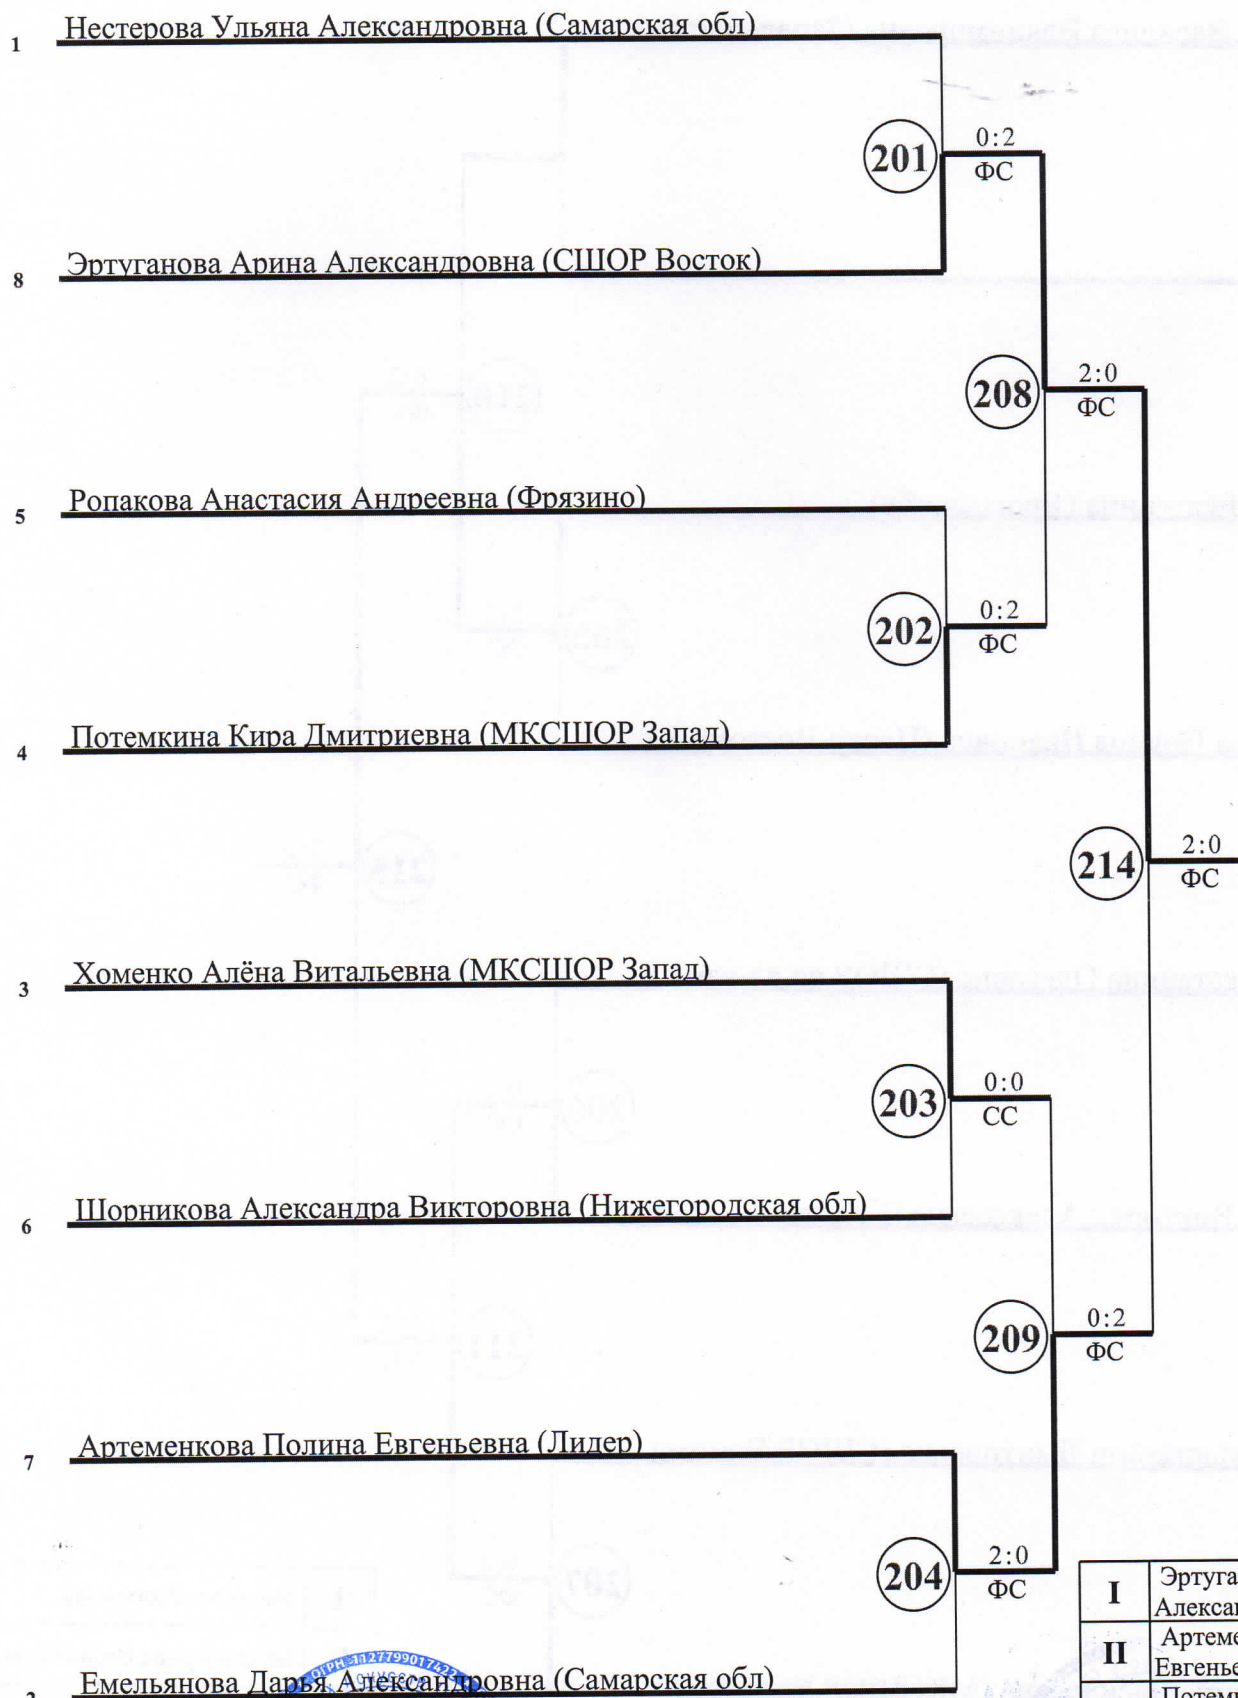 1 Нестерова Ульяна Александровна (Самарская обл)
201 0:2
ФС
8 Эртуганова Арина Александровна (СШОР Восток)
208 2:0
ФС
5 Ропакова Анастасия Андреевна (Фрязино)
202 0:2
ФС
4 Потемкина Кира Дмитриевна (МКСШОР Запад)
214 2:0
ФС
3 Хоменко Алёна Витальевна (МКСШОР Запад)
203 0:0
СС
6 Шорникова Александра Викторовна (Нижегородская обл)
209 0:2
ФС
7 Артеменкова Полина Евгеньевна (Лидер)
204 2:0
ФС
I Эртуга
Алексан
II Артеме
Евгенье
Емельянова Дарья Александровна (Самарская обл)
Потемк